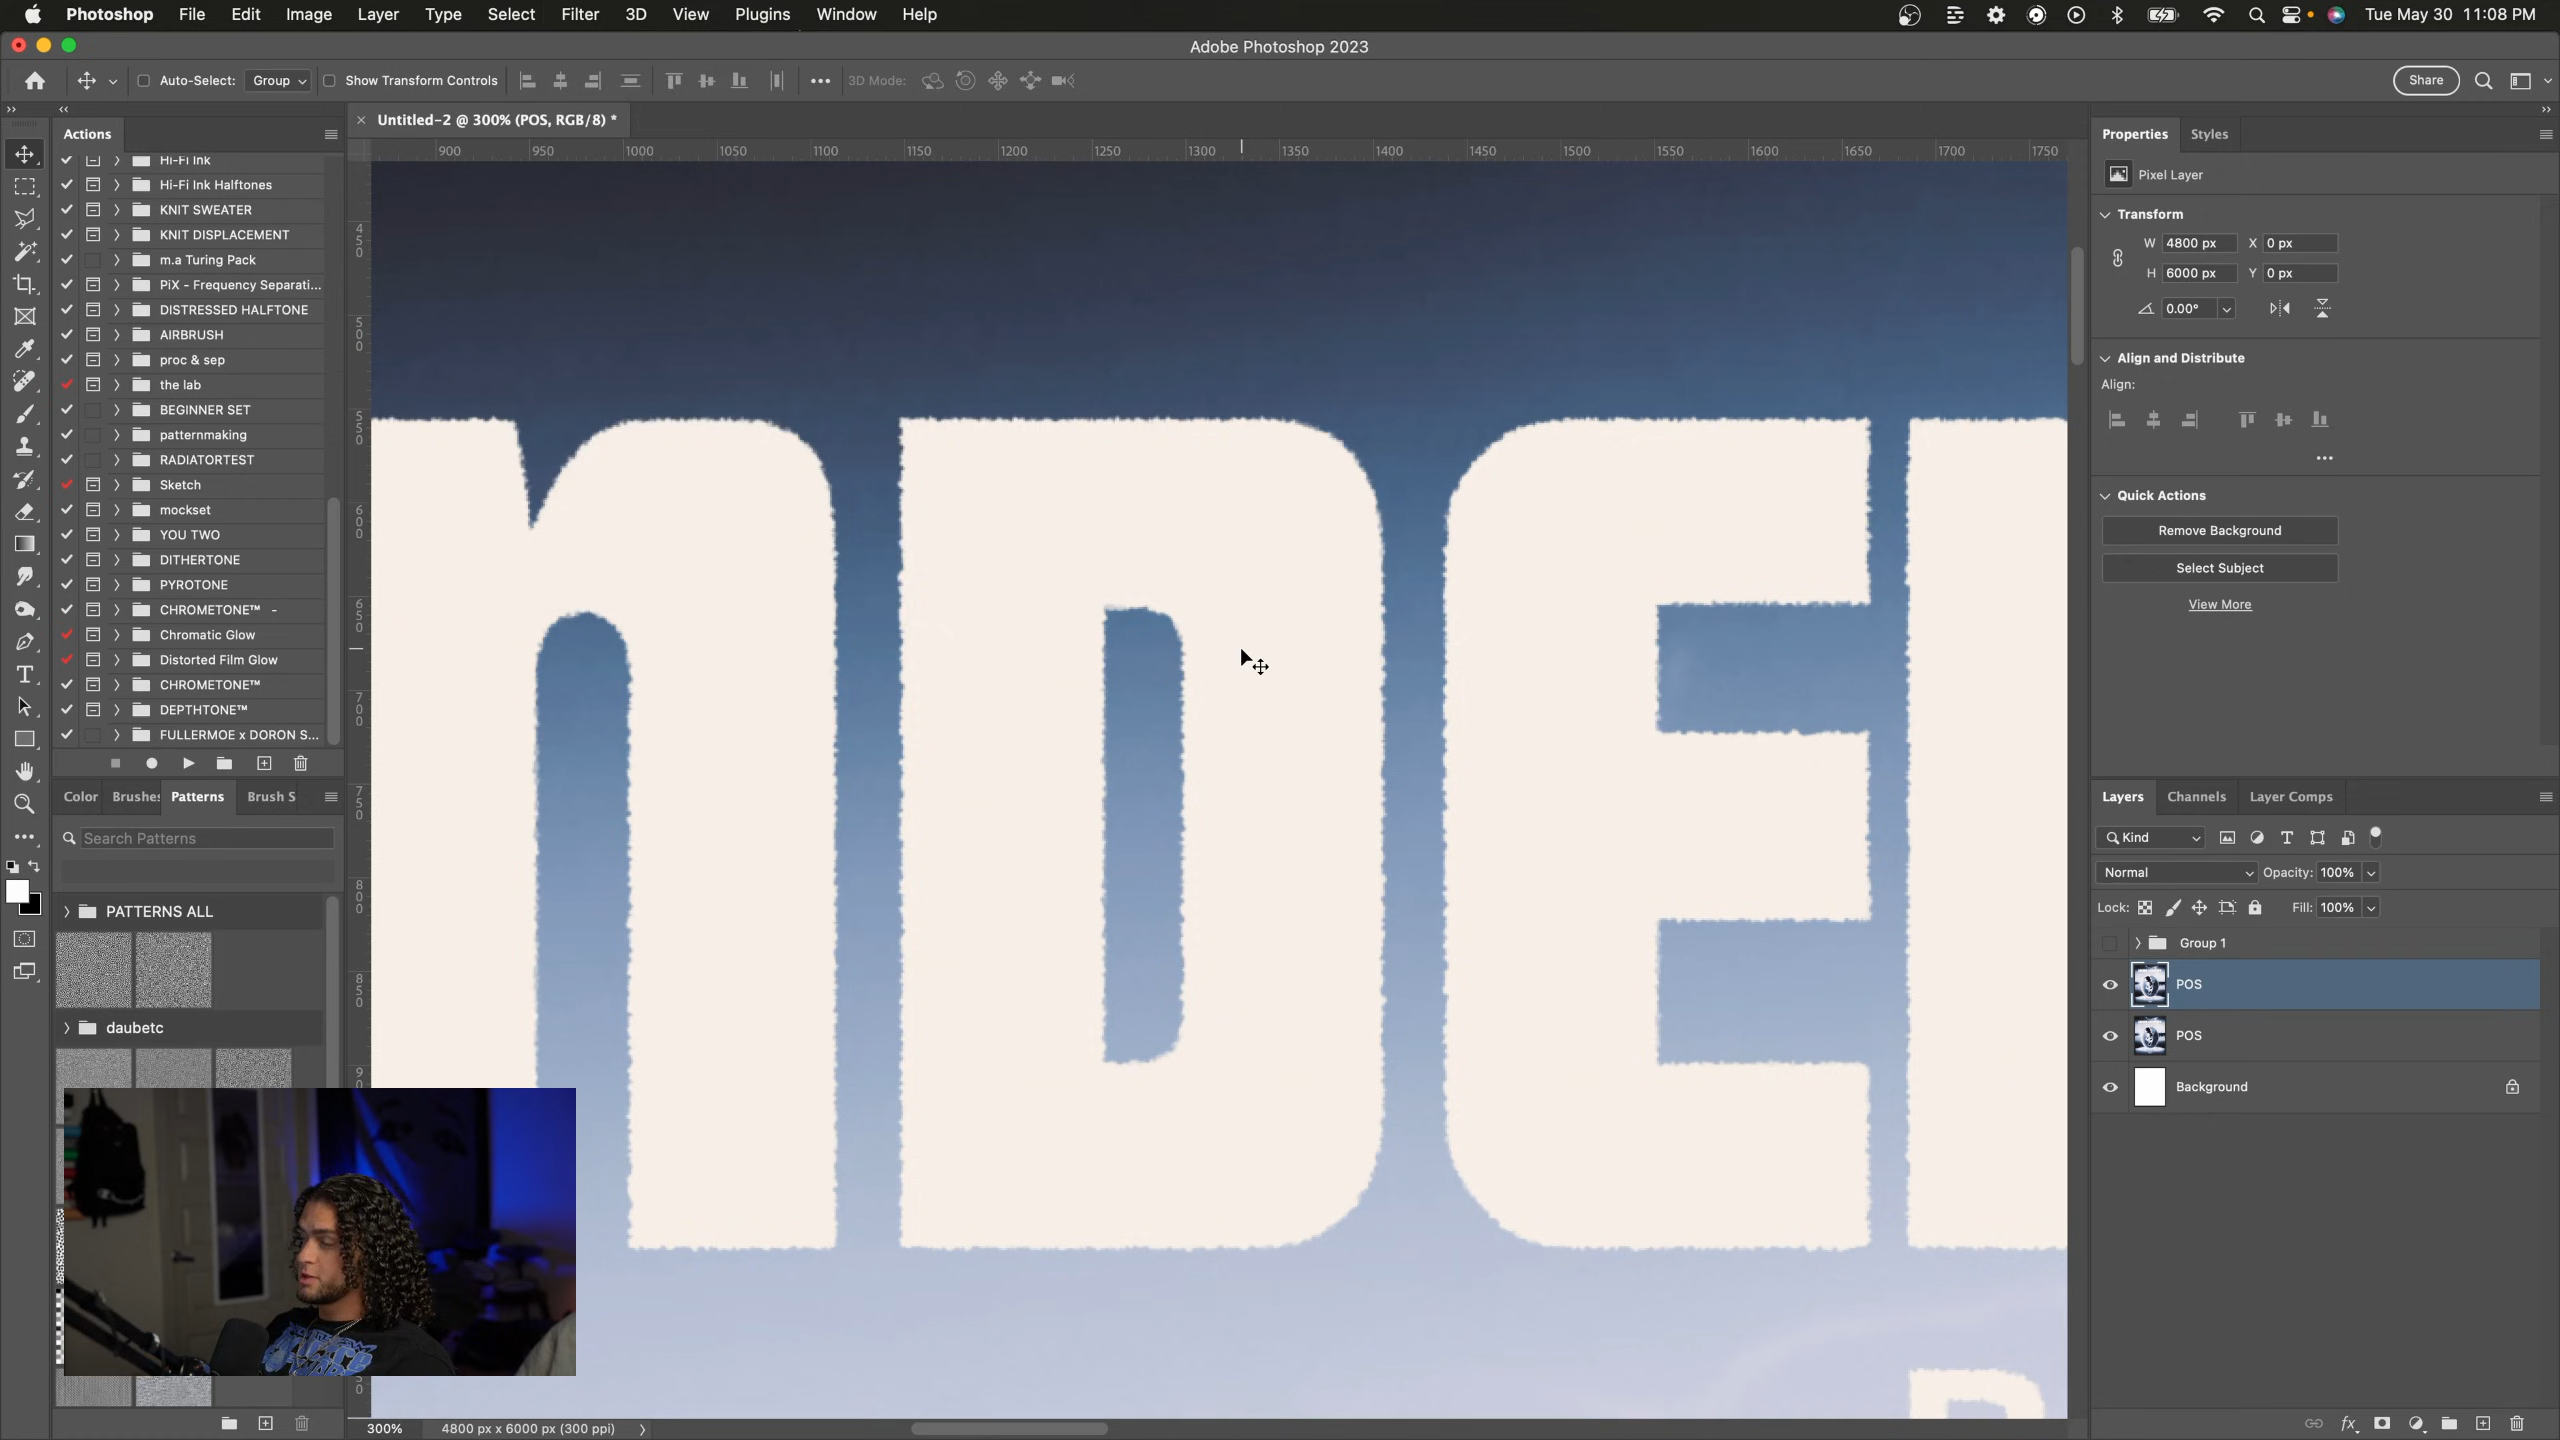 Photoshop File Edit Image Layer Type Select Filter 3D View Plugins Window Help Tue May 30 11:08 PM
Adobe Photoshop 2023
Auto-Select: Group Show Transform Controls 3D Mode: Share
Actions
Untitled-2 @ 300% (POS, RGB/8) *
900 950 1000 1050 1100 1150 1200 1250 1300 1350 1400 1450 1500 1550 1600 1650 1700 1750
Hi-Fi Ink
Hi-Fi Ink Halftones
KNIT SWEATER
KNIT DISPLACEMENT
m.a Turing Pack
PiX - Frequency Separati...
DISTRESSED HALFTONE
AIRBRUSH
proc & sep
the lab
BEGINNER SET
patternmaking
RADIATORTEST
Sketch
mockset
YOU TWO
DITHERTONE
PYROTONE
CHROMETONE™ -
Chromatic Glow
Distorted Film Glow
CHROMETONE™
DEPTHTONE™
FULLERMOE x DORON S...
Color Brushes Patterns Brush S
Search Patterns
PATTERNS ALL
daubetc
450
500
550
600
650
700
750
800
850
nDE
300% 4800 px x 6000 px (300 ppi)
Properties Styles
Pixel Layer
Transform
W 4800 px X 0 px
H 6000 px Y 0 px
0.00°
Align and Distribute
Align:
Quick Actions
Remove Background
Select Subject
View More
Layers Channels Layer Comps
Kind
Normal Opacity: 100%
Lock: Fill: 100%
Group 1
POS
POS
Background